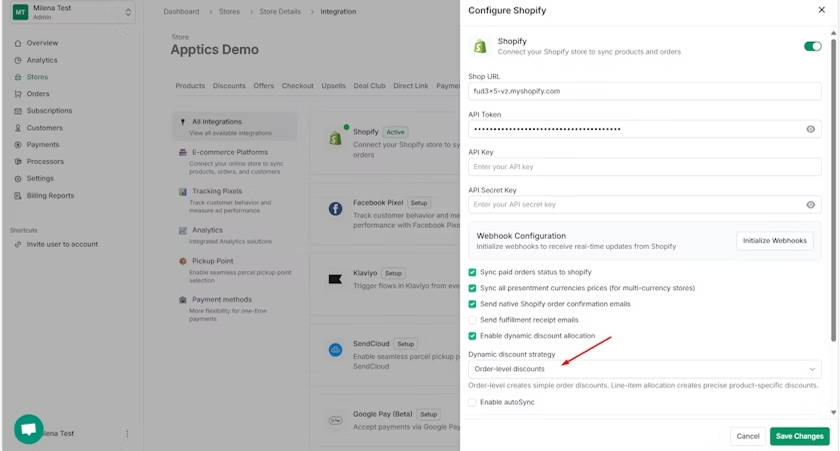 MT
Milena Test
Admin
Overview
Analytics
Stores
Orders
Subscriptions
Customers
Payments
Processors
Settings
Billing Reports
Shortcuts
Invite user to account
Milena Test
Dashboard > Stores > Store Details > Integration
Store
Apptics Demo
Products Discounts Offers Checkout Upsells Deal Club Direct Link
All Integrations
View all available integrations
E-commerce Platforms
Connect your online store to sync
products, orders, and customers
Tracking Pixels
Track customer behavior and
measure ad performance
Analytics
Integrated Analytics solutions
Pickup Point
Enable seamless parcel pickup point
selection
Payment methods
More flexibility for one-time
payments
Shopify Active
Connect your Shopify store to sy
orders
Facebook Pixel Setup
Track customer behavior and me
performance with Facebook Pixe
Klaviyo Setup
Trigger flows in Klaviyo from eve
SendCloud Setup
Enable seamless parcel pickup p
SendCloud
G Pay
Google Pay (Beta) Setup
Accept payments via Google Pay
Configure Shopify
Shopify
Connect your Shopify store to sync products and orders
Shop URL
fud3x5-vz.myshopify.com
API Token
API Key
Enter your API key
API Secret Key
Enter your API secret key
Webhook Configuration
Initialize webhooks to receive real-time updates from Shopify
Initialize Webhooks
Sync paid orders status to shopify
Sync all presentment currencies prices (for multi-currency stores)
Send native Shopify order confirmation emails
Send fulfillment receipt emails
Enable dynamic discount allocation
Dynamic discount strategy
Order-level discounts
Order-level creates simple order discounts. Line-item allocation creates precise product-specific discounts.
Enable autoSync
Cancel
Save Changes